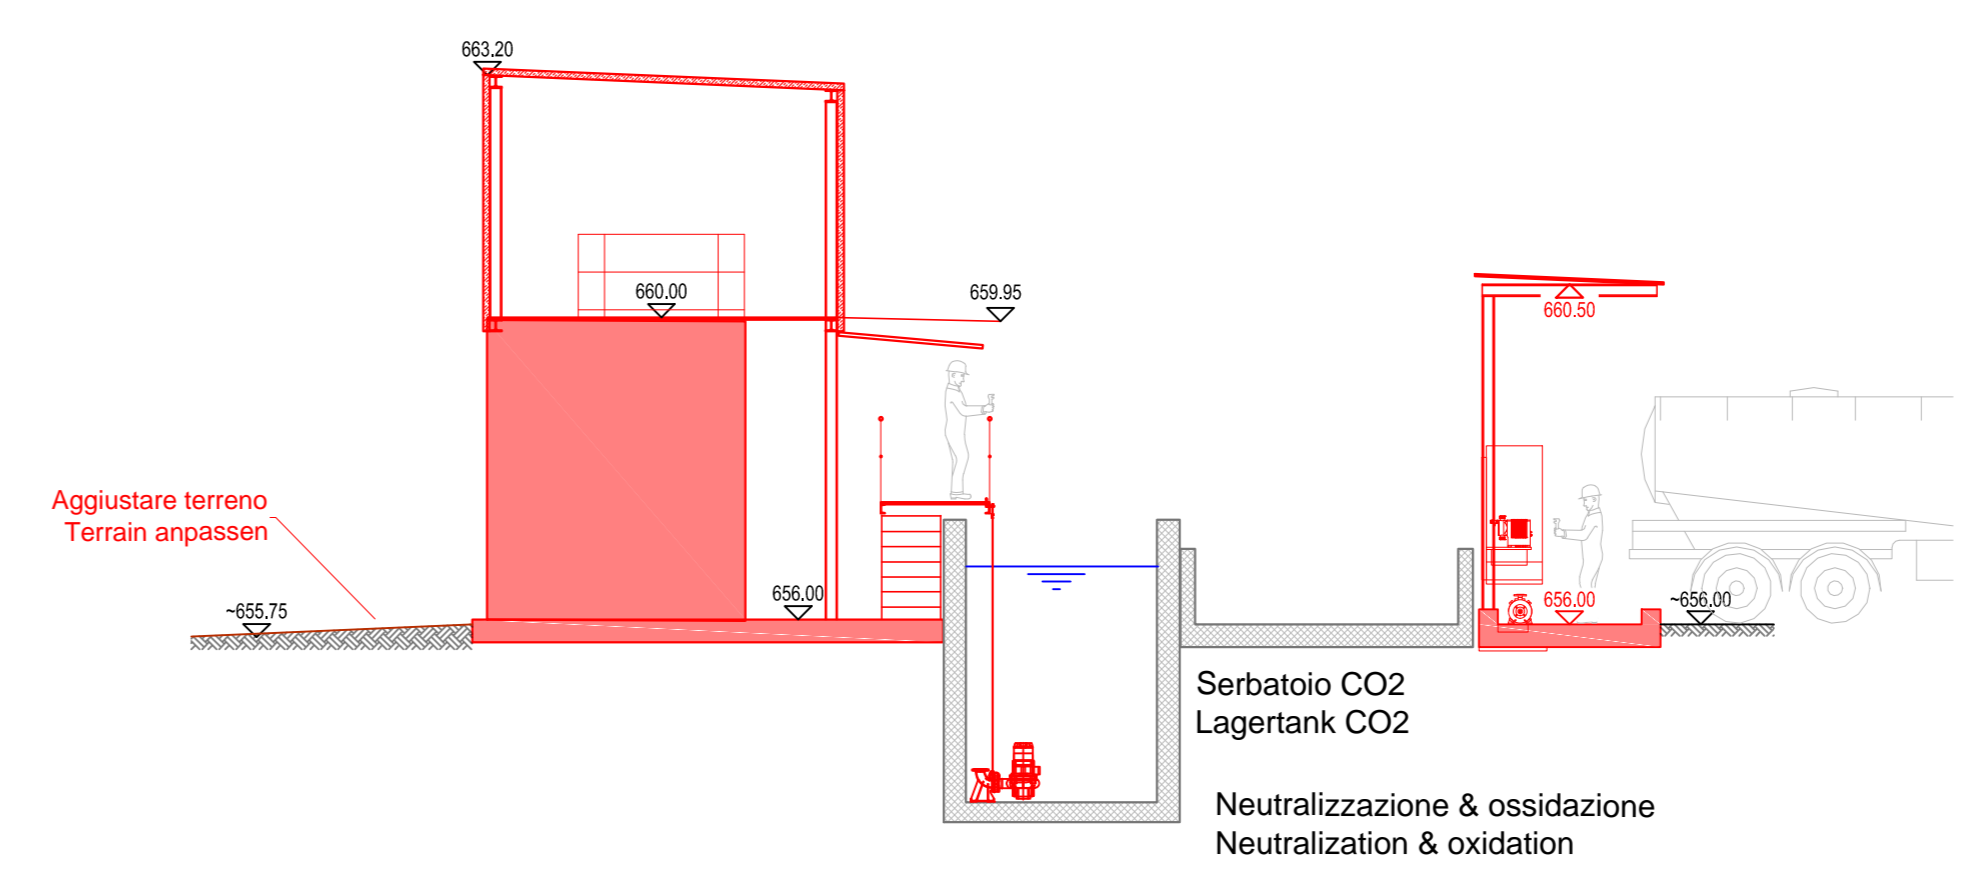 663.20
660.00
659.95
660.50
Aggiustare terreno
Terrain anpassen
~655.75
656.00
656.00
~656.00
Serbatoio CO2
Lagertank CO2
Neutralizzazione & ossidazione
Neutralization & oxidation